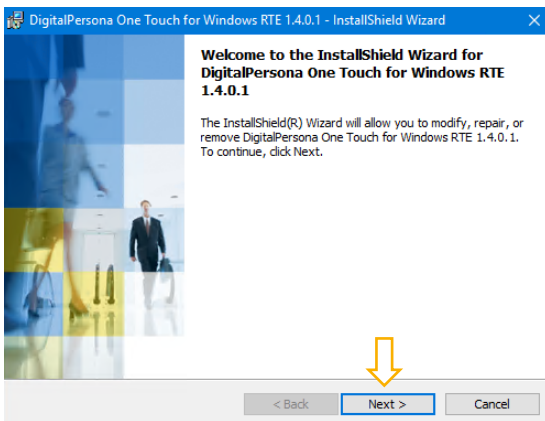 DigitalPersona One Touch for Windows RTE 1.4.0.1 - InstallShield Wizard
Welcome to the InstallShield Wizard for
DigitalPersona One Touch for Windows RTE
1.4.0.1
The InstallShield(R) Wizard will allow you to modify, repair, or
remove DigitalPersona One Touch for Windows RTE 1.4.0.1.
To continue, click Next.
< Back
Next >
Cancel